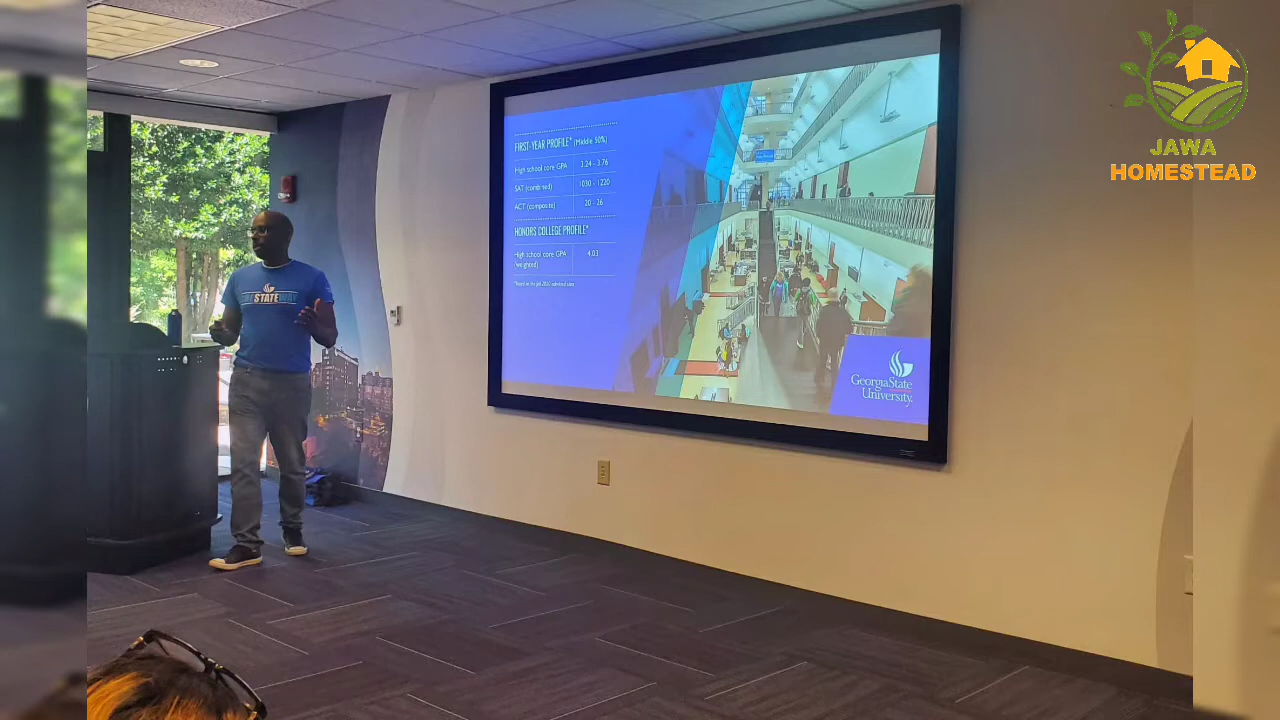 JAWA
HOMESTEAD
FIRST-YEAR PROFILE* (Middle 50%)
High school core GPA 3.24 - 3.76
SAT (combined) 1030 - 1220
ACT (composite) 20 - 26
HONORS COLLEGE PROFILE*
High school core GPA 4.03
(weighted)
GeorgiaState
University.
STATE